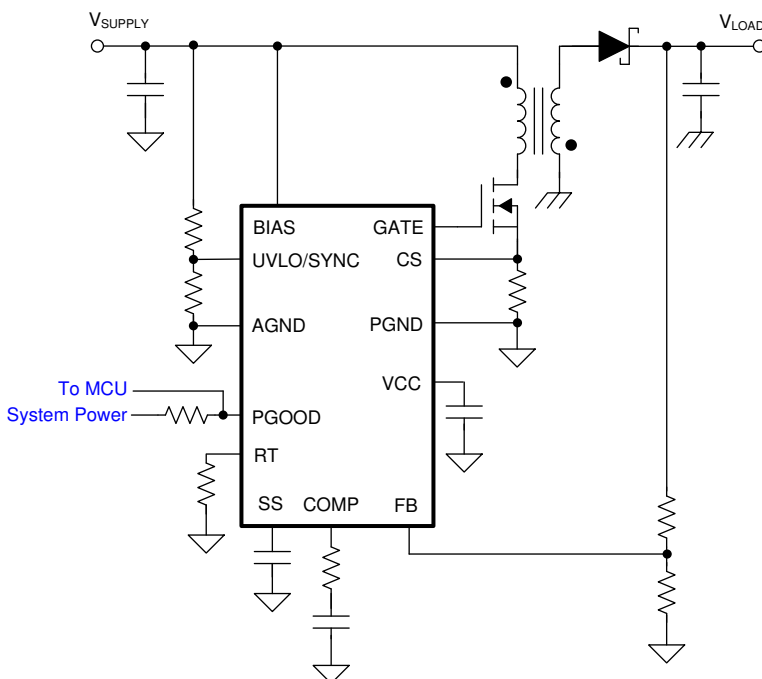 VSUPPLY
VLOAD
BIAS
GATE
UVLO/SYNC
CS
AGND
PGND
VCC
To MCU
System Power
PGOOD
RT
SS
COMP
FB